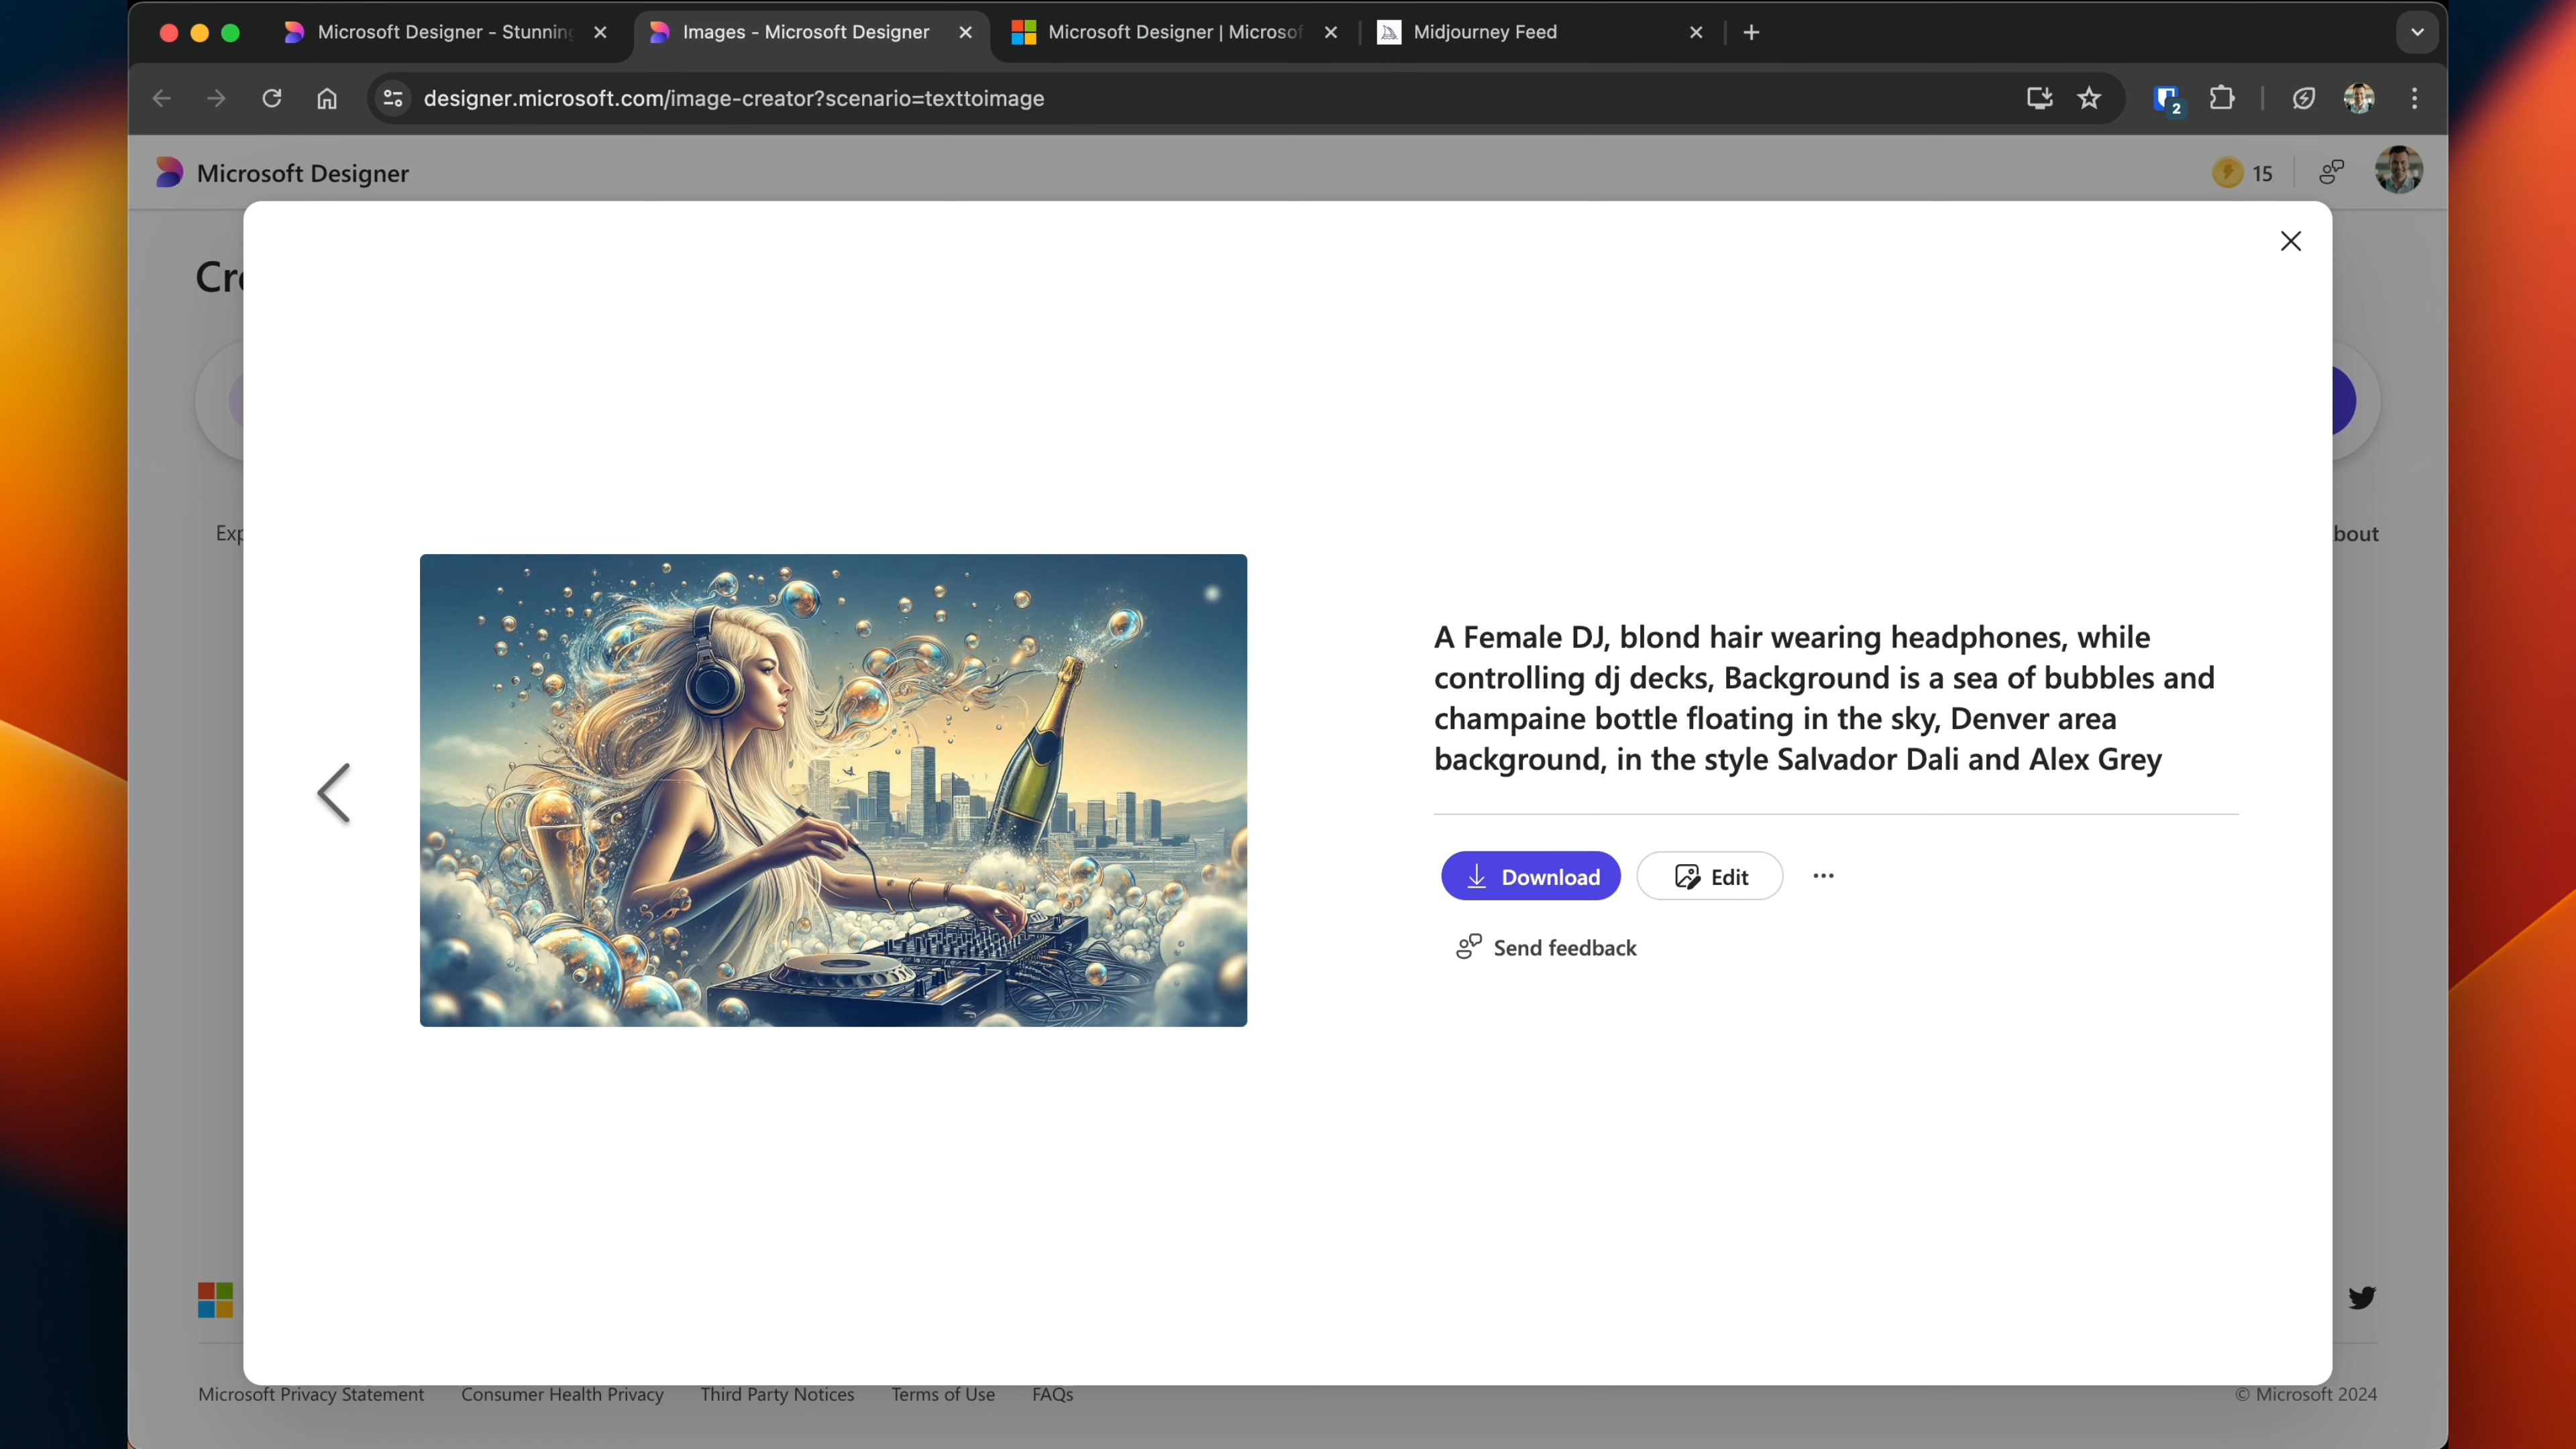 Microsoft Designer - Stunning
Images - Microsoft Designer
Microsoft Designer | Microsof
Midjourney Feed
designer.microsoft.com/image-creator?scenario=texttoimage
2
Microsoft Designer
15
Cre
Exp
bout
A Female DJ, blond hair wearing headphones, while
controlling dj decks, Background is a sea of bubbles and
champaine bottle floating in the sky, Denver area
background, in the style Salvador Dali and Alex Grey
Download
Edit
Send feedback
Microsoft Privacy Statement
Consumer Health Privacy
Third Party Notices
Terms of Use
FAQs
© Microsoft 2024